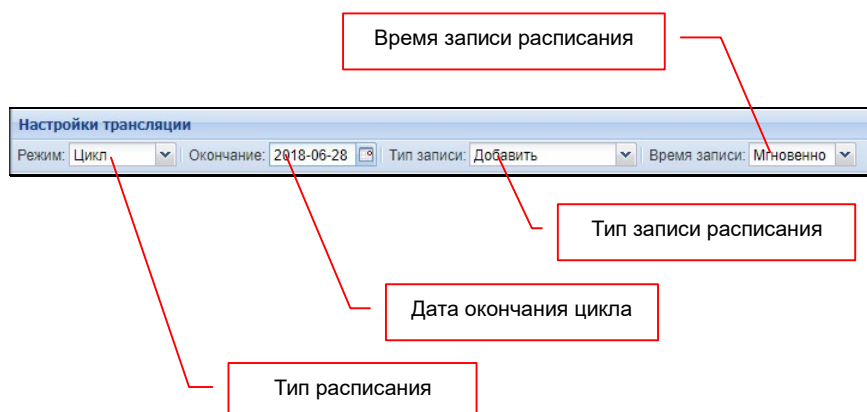 Время записи расписания
Настройки трансляции
Режим: Цикл Окончание: 2018-06-28 Тип записи: Добавить Время записи: Мгновенно
Тип записи расписания
Дата окончания цикла
Тип расписания